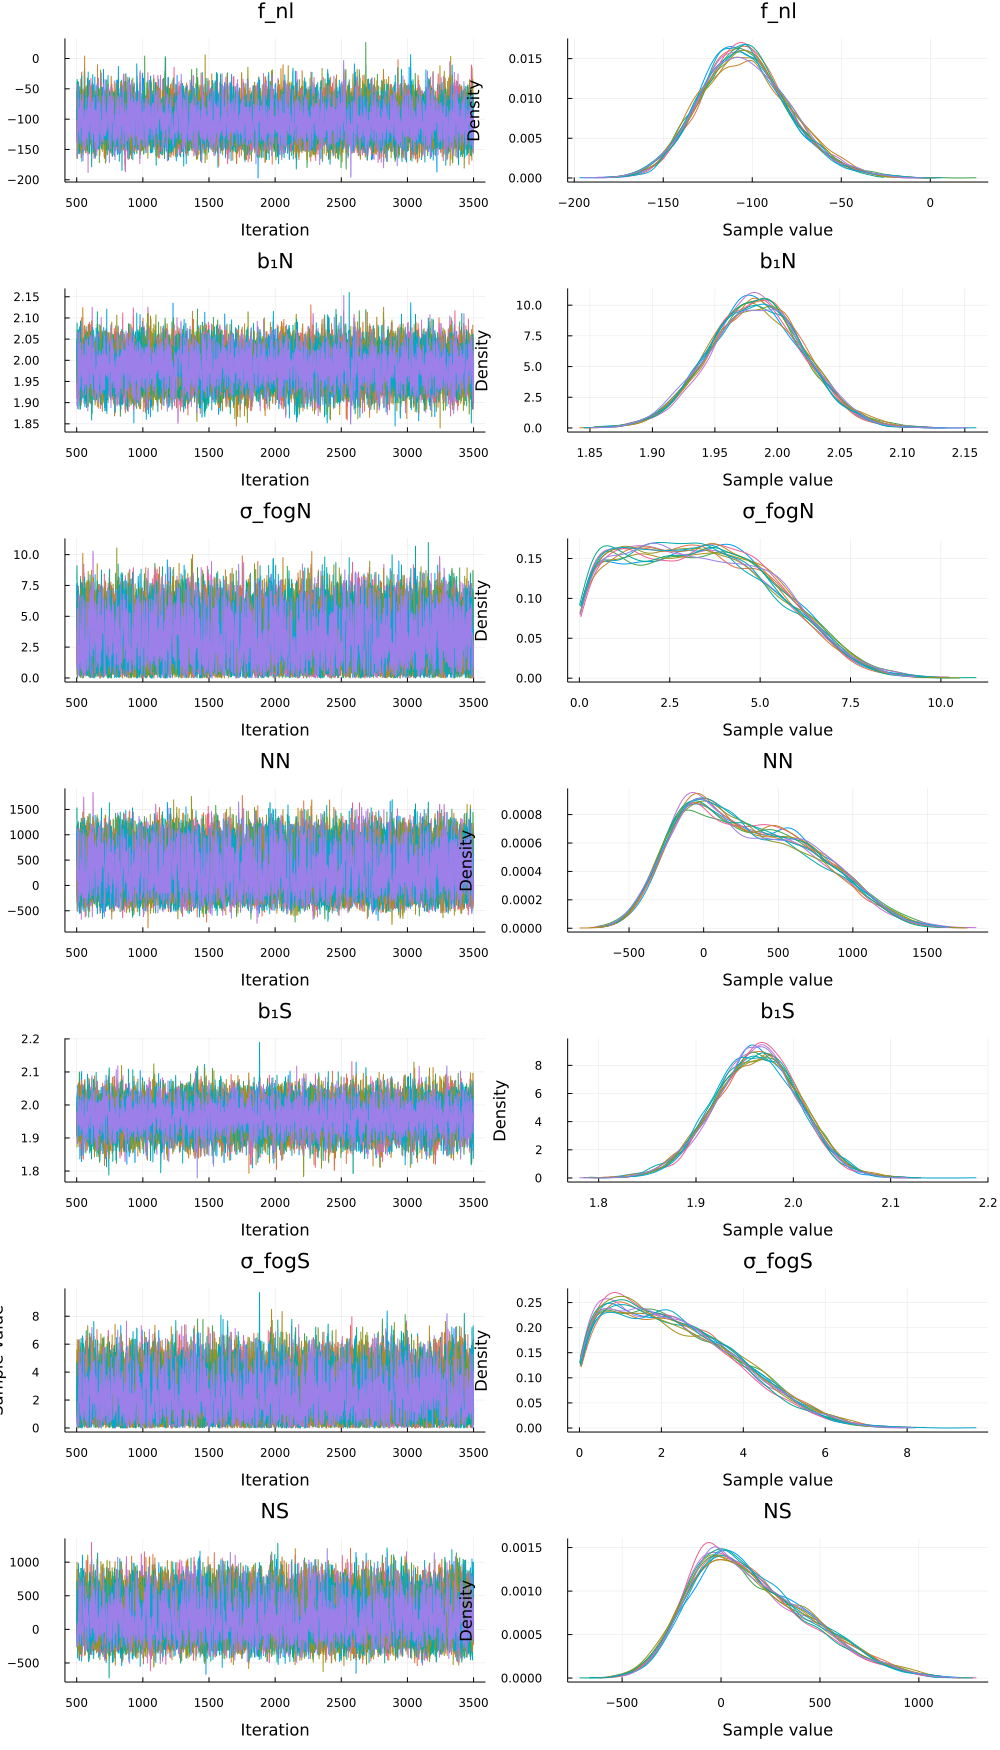 f_nl f_nl
0
−50
−100
−150
−200
500 1000 1500 2000 2500 3000 3500
Iteration
Density
0.015
0.010
0.005
0.000
−200 −150 −100 −50 0
Sample value
b₁N b₁N
2.15
2.10
2.05
2.00
1.95
1.90
1.85
500 1000 1500 2000 2500 3000 3500
Iteration
Density
10.0
7.5
5.0
2.5
0.0
1.85 1.90 1.95 2.00 2.05 2.10 2.15
Sample value
σ_fogN σ_fogN
10.0
7.5
5.0
2.5
0.0
500 1000 1500 2000 2500 3000 3500
Iteration
Density
0.15
0.10
0.05
0.00
0.0 2.5 5.0 7.5 10.0
Sample value
NN NN
1500
1000
500
0
−500
500 1000 1500 2000 2500 3000 3500
Iteration
Density
0.0008
0.0006
0.0004
0.0002
0.0000
−500 0 500 1000 1500
Sample value
b₁S b₁S
2.2
2.1
2.0
1.9
1.8
500 1000 1500 2000 2500 3000 3500
Iteration
Density
8
6
4
2
0
1.8 1.9 2.0 2.1 2.2
Sample value
σ_fogS σ_fogS
Sample value
8
6
4
2
0
500 1000 1500 2000 2500 3000 3500
Iteration
Density
0.25
0.20
0.15
0.10
0.05
0.00
0 2 4 6 8
Sample value
NS NS
1000
500
0
−500
500 1000 1500 2000 2500 3000 3500
Iteration
Density
0.0015
0.0010
0.0005
0.0000
−500 0 500 1000
Sample value